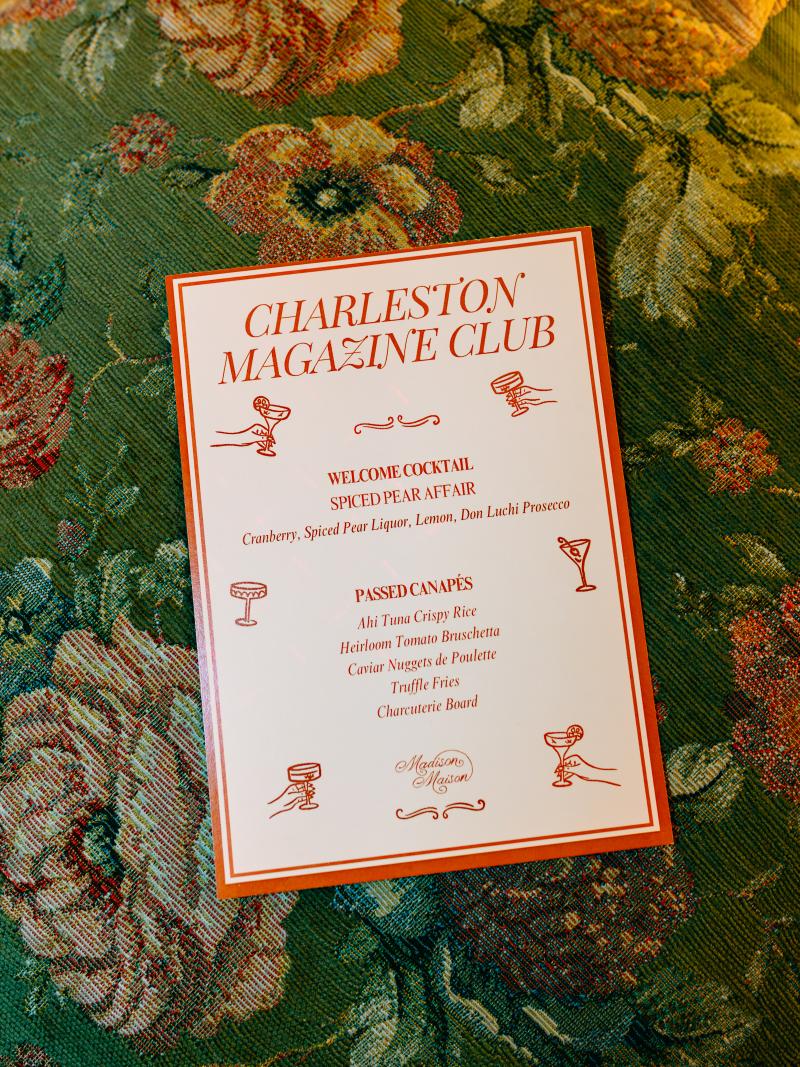 CHARLESTON
MAGAZINE CLUB
WELCOME COCKTAIL
SPICED PEAR AFFAIR
Cranberry, Spiced Pear Liquor, Lemon, Don Luchi Prosecco
PASSED CANAPÉS
Ahi Tuna Crispy Rice
Heirloom Tomato Bruschetta
Caviar Nuggets de Poulette
Truffle Fries
Charcuterie Board
Madison
Maison